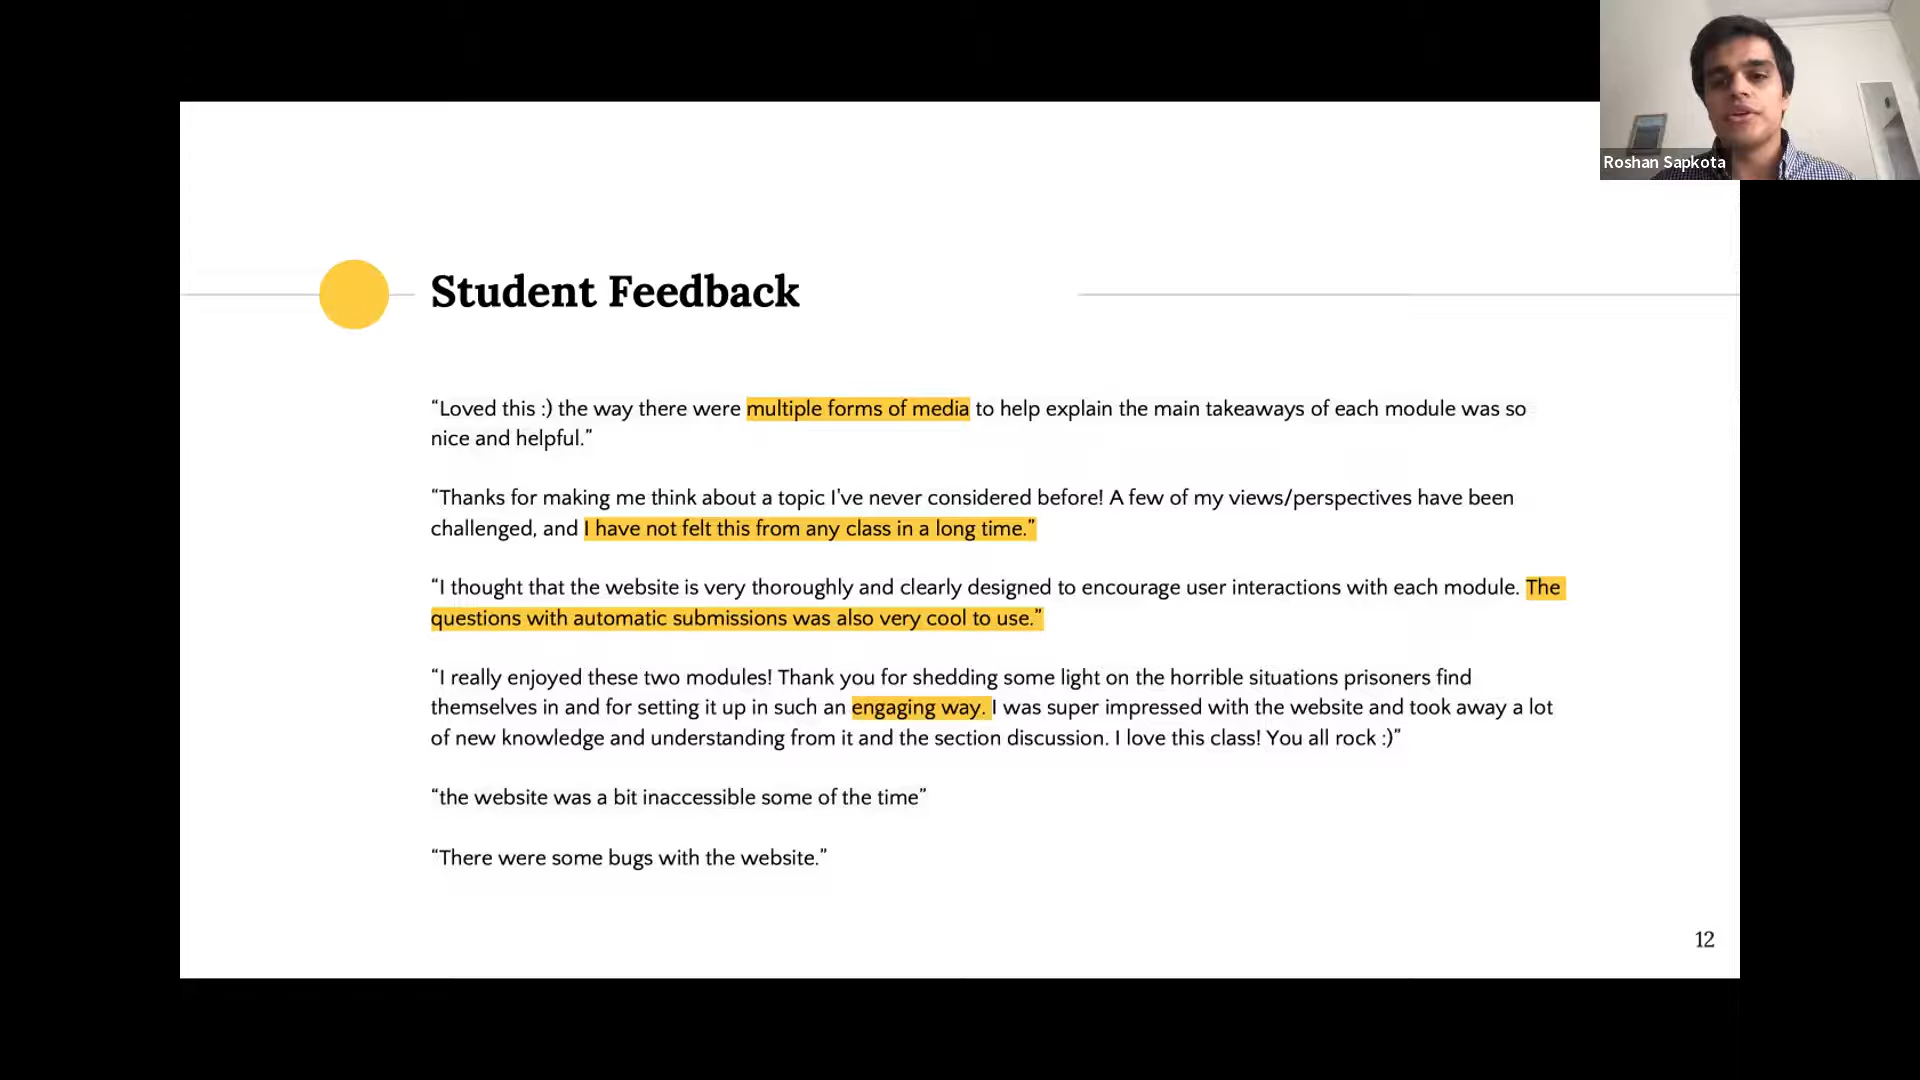 Roshan Sapkota
Student Feedback
“Loved this :) the way there were multiple forms of media to help explain the main takeaways of each module was so
nice and helpful.”
“Thanks for making me think about a topic I've never considered before! A few of my views/perspectives have been
challenged, and I have not felt this from any class in a long time.”
“I thought that the website is very thoroughly and clearly designed to encourage user interactions with each module. The
questions with automatic submissions was also very cool to use.”
“I really enjoyed these two modules! Thank you for shedding some light on the horrible situations prisoners find
themselves in and for setting it up in such an engaging way. I was super impressed with the website and took away a lot
of new knowledge and understanding from it and the section discussion. I love this class! You all rock :)”
“the website was a bit inaccessible some of the time”
“There were some bugs with the website.”
12